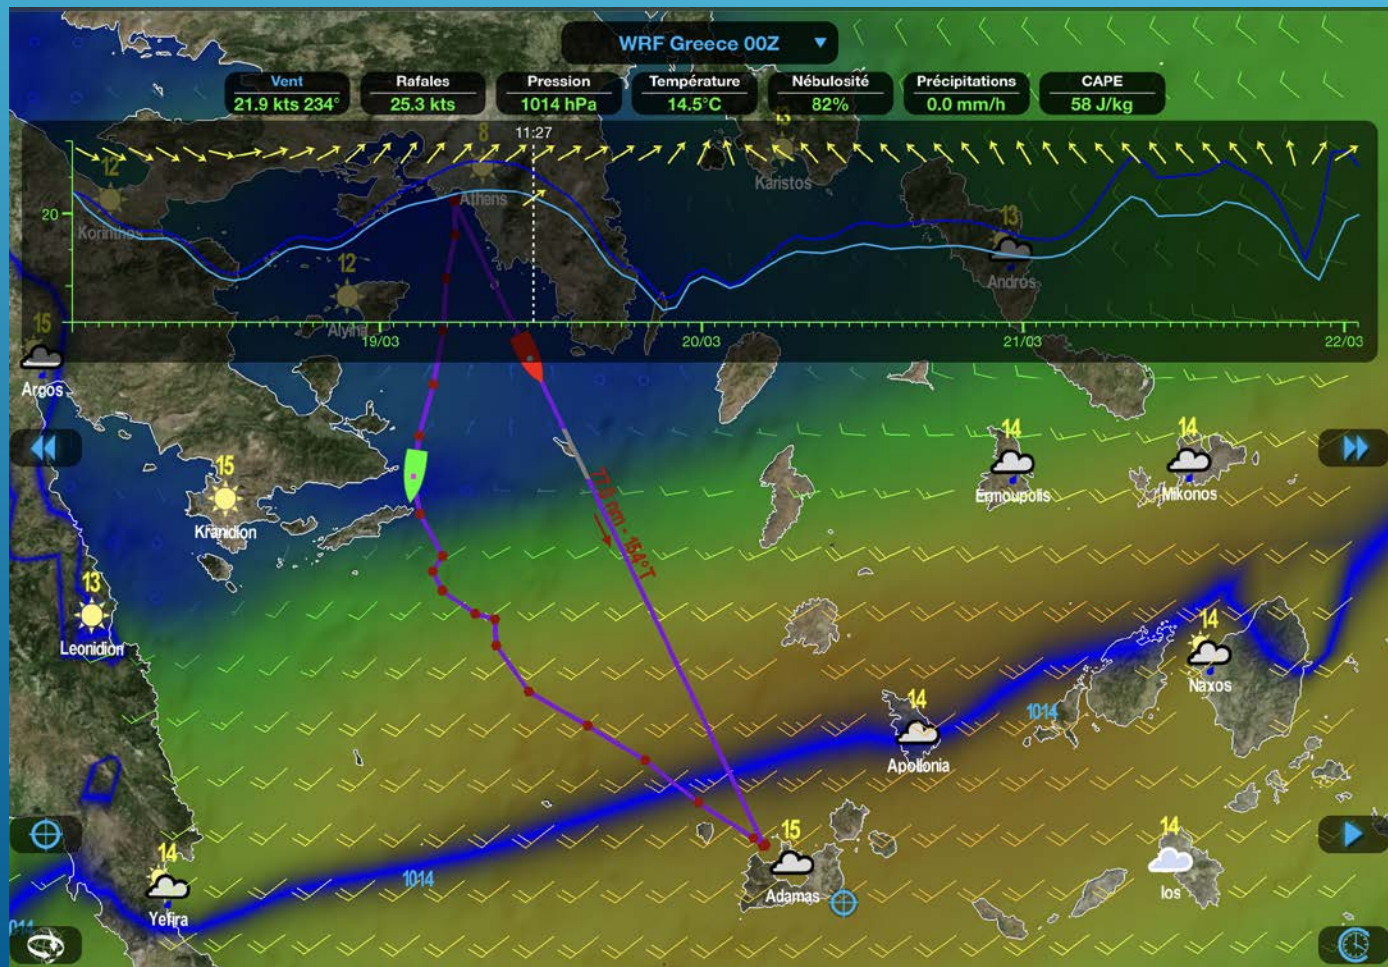 WRF Greece 00Z
Vent
21.9 kts 234°
Rafales
25.3 kts
Pression
1014 hPa
Température
14.5°C
Nébulosité
82%
Précipitations
0.0 mm/h
CAPE
58 J/kg
11:27
8
Athens
13
Karistos
12
Korinthos
20
12
13
Andros
19/03
20/03
21/03
22/03
15
Argos
15
Kranidion
14
Ermoupolis
14
Mikonos
154°T
13
Leonidion
14
Naxos
14
Apollonia
1014
1014
14
Yefira
15
Adamas
14
Ios